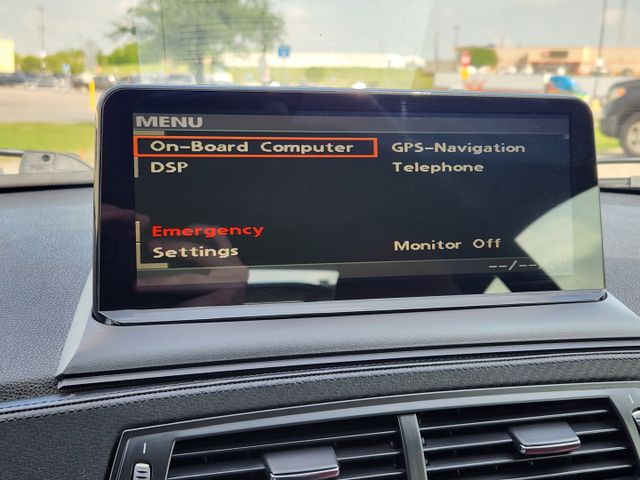 MENU
On-Board Computer GPS-Navigation
DSP Telephone
Emergency
Settings Monitor Off
--/--